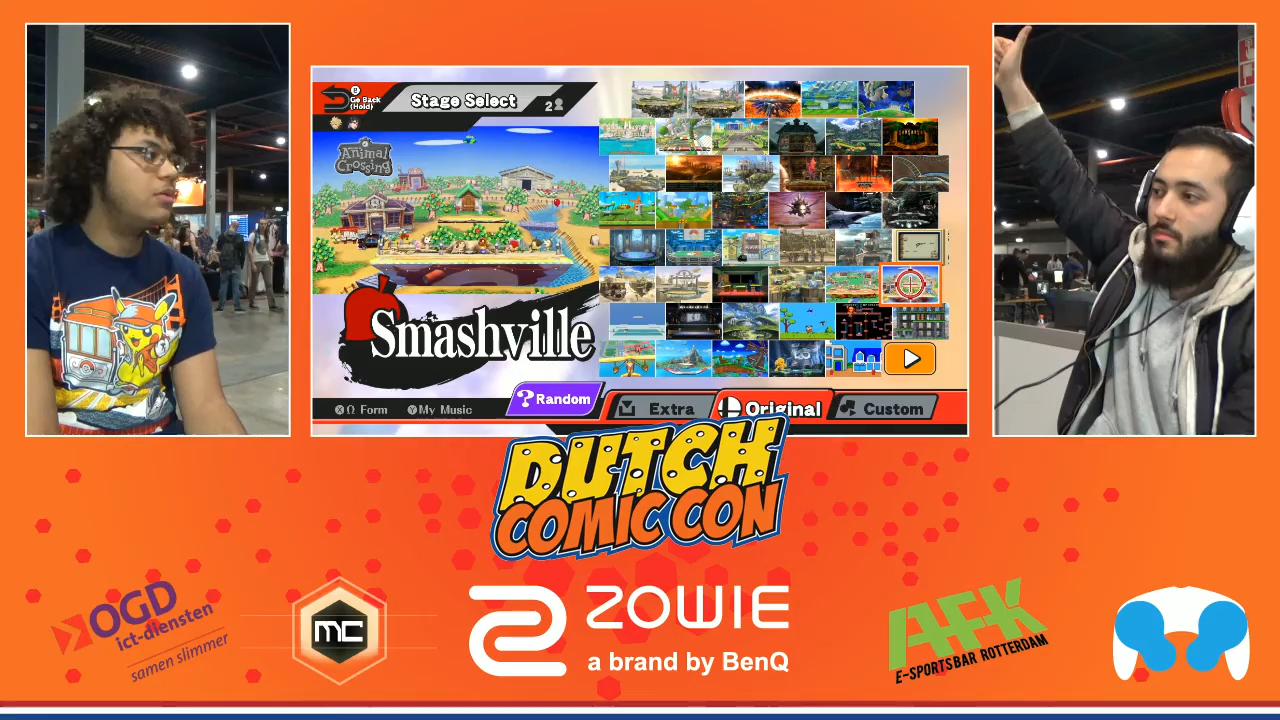 Go Back
(Hold)
Stage Select
2
Animal
Crossing
Smashville
Ω Form
My Music
? Random
Extra
Original
Custom
DUTCH
COMIC CON
OGD
ict-diensten
samen slimmer
MC
ZOWIE
a brand by BenQ
AFK
E-SPORTSBAR ROTTERDAM